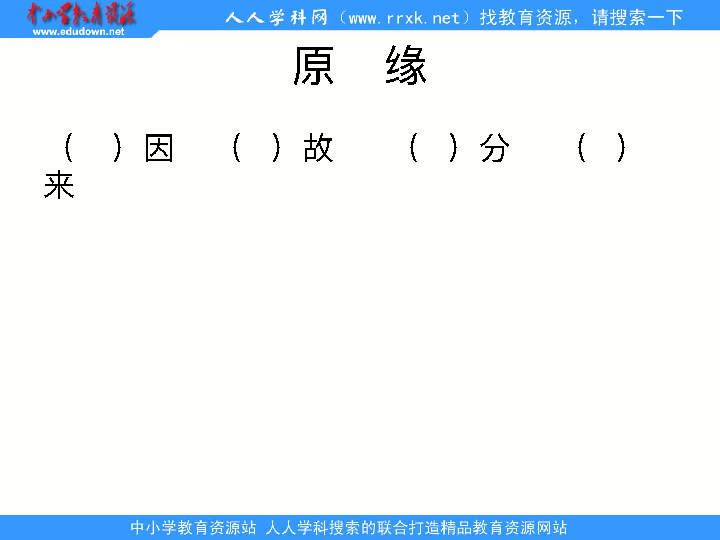 中小学教育资源
www.edudown.net
人人学科网（www.rrxk.net）找教育资源，请搜索一下
原 缘
（ ）因 （ ）故 （ ）分 （ ）
来
中小学教育资源站 人人学科搜索的联合打造精品教育资源网站